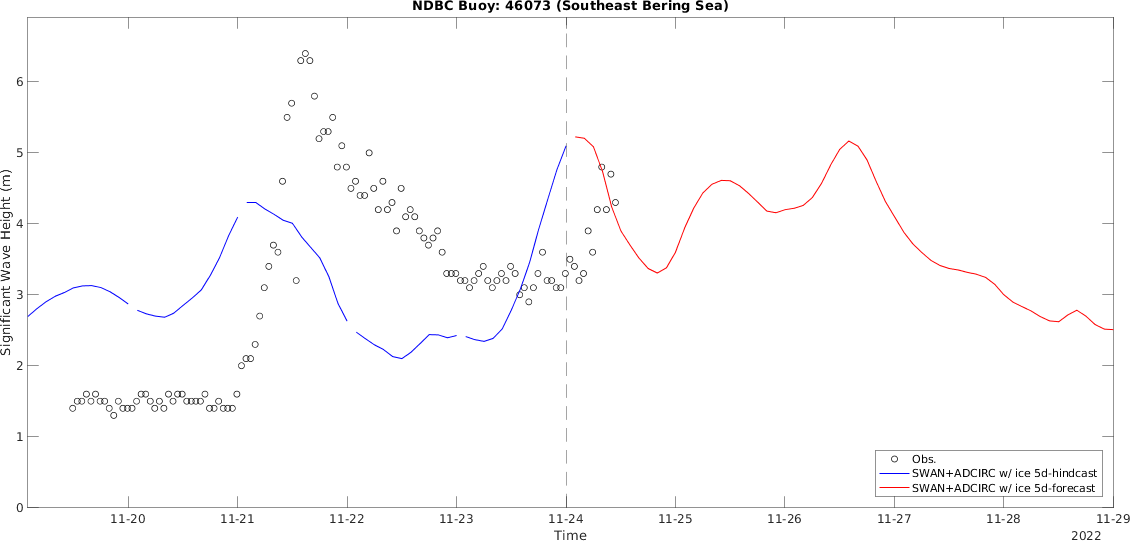 NDBC Buoy: 46073 (Southeast Bering Sea)
Significant Wave Height (m)
6
5
4
3
2
1
0
Obs.
SWAN+ADCIRC w/ ice 5d-hindcast
SWAN+ADCIRC w/ ice 5d-forecast
11-20 11-21 11-22 11-23 11-24 11-25 11-26 11-27 11-28 11-29
Time
2022